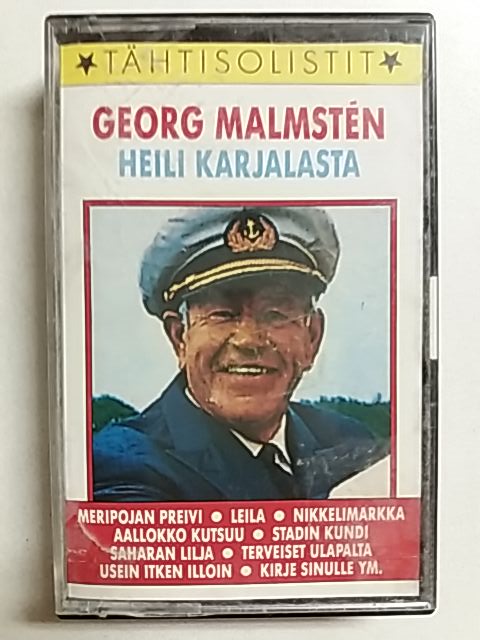 ★TÄHTISOLISTIT★
GEORG MALMSTÉN
HEILI KARJALASTA
MERIPOJAN PREIVI ● LEILA ● NIKKELIMARKKA
AALLOKKO KUTSUU ● STADIN KUNDI
SAHARAN LILJA ● TERVEISET ULAPALTA
USEIN ITKEN ILLOIN ● KIRJE SINULLE YM.